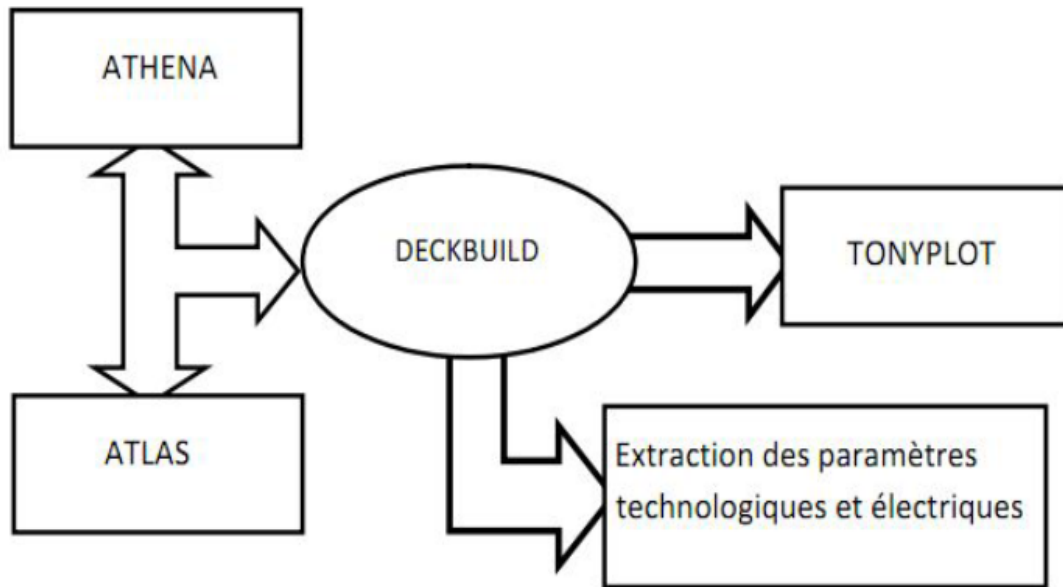 ATHENA
DECKBUILD
TONYPLOT
ATLAS
Extraction des paramètres
technologiques et électriques